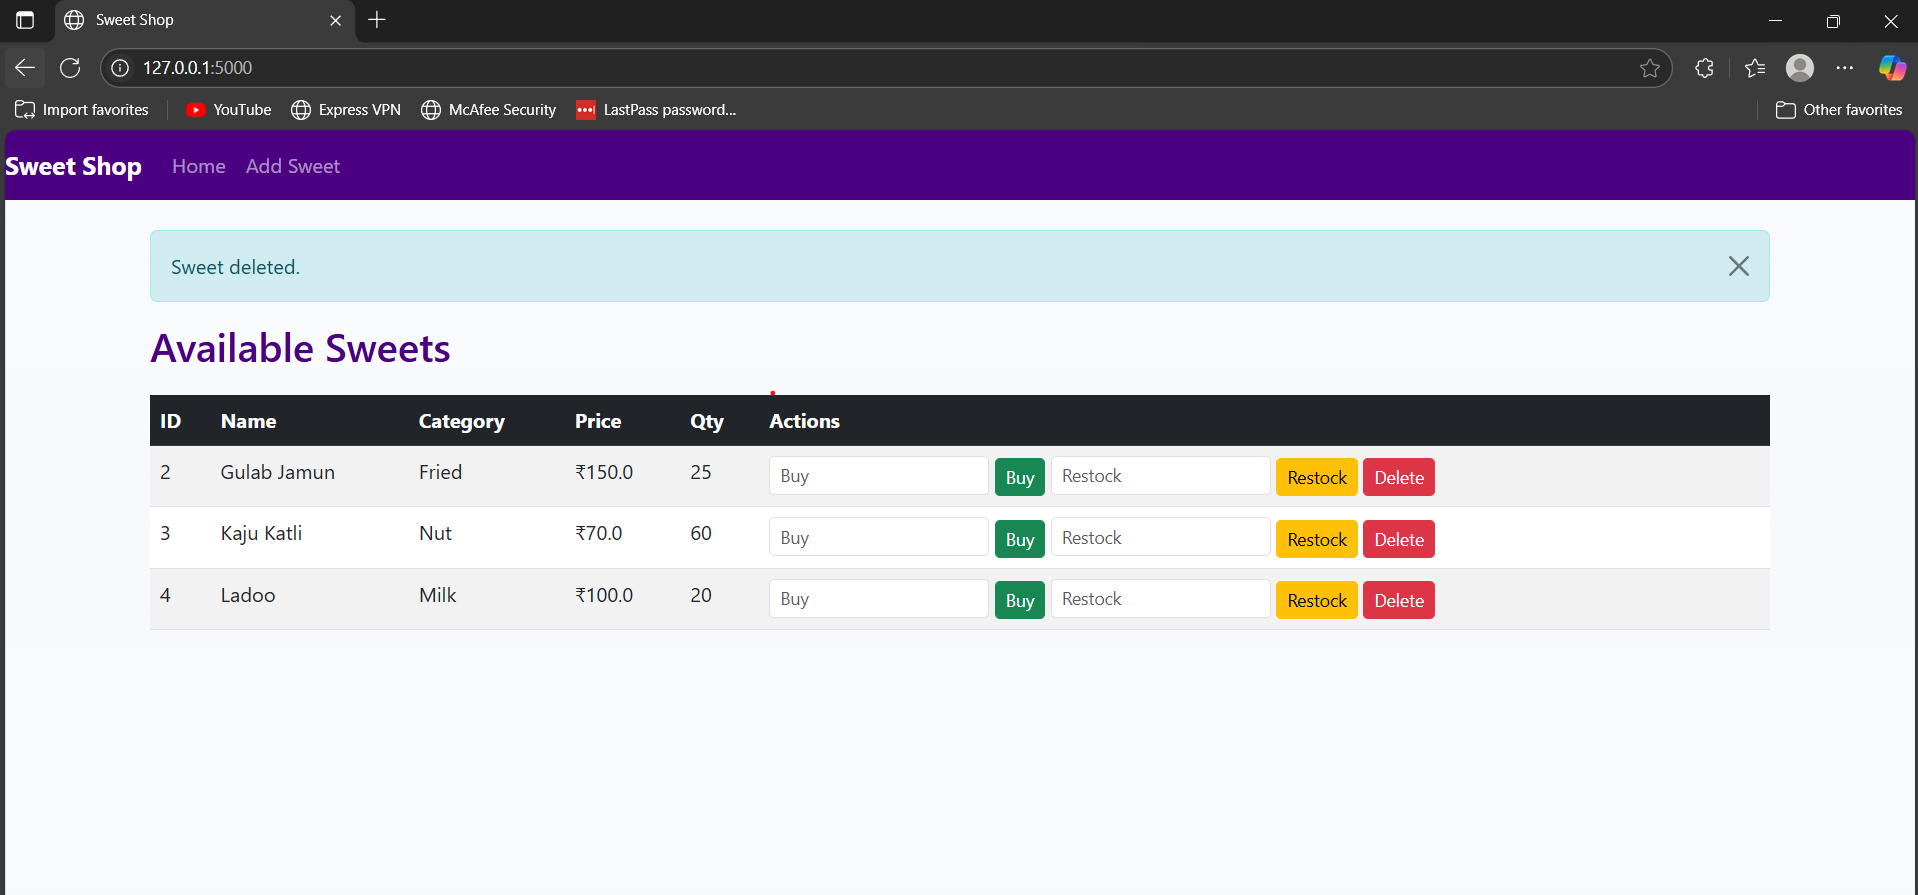 Sweet Shop
127.0.0.1:5000
Import favorites YouTube Express VPN McAfee Security LastPass password... Other favorites
Sweet Shop Home Add Sweet
Sweet deleted.
Available Sweets
ID Name Category Price Qty Actions
2 Gulab Jamun Fried ₹150.0 25 Buy Buy Restock Restock Delete
3 Kaju Katli Nut ₹70.0 60 Buy Buy Restock Restock Delete
4 Ladoo Milk ₹100.0 20 Buy Buy Restock Restock Delete